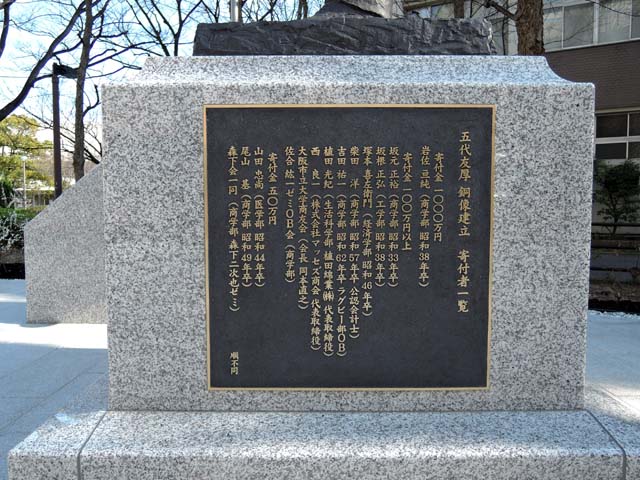 五代友厚 銅像建立 寄付者一覧
寄付金 一〇〇〇万円
岩佐 亘純（商学部 昭和38年卒）
寄付金 一〇〇万円以上
坂元 正裕（商学部 昭和33年卒）
坂根 正弘（工学部 昭和38年卒）
塚本 喜左衛門（経済学部 昭和46年卒）
柴田 洋（商学部 昭和57年卒 公認会計士）
吉田 祐一（商学部 昭和62年卒 ラグビー部OB）
植田 光紀（生活科学部 植田綿業㈱ 代表取締役）
西 良一（株式会社マッセズ商会 代表取締役）
大阪市立大学商友会（会長 岡本直之）
佐合 紘一ゼミOB会（商学部）
寄付金 五〇万円
山田 忠尚（医学部 昭和44年卒）
尾山 基（商学部 昭和49年卒）
森下会一同（商学部 森下二次也ゼミ）
順不同